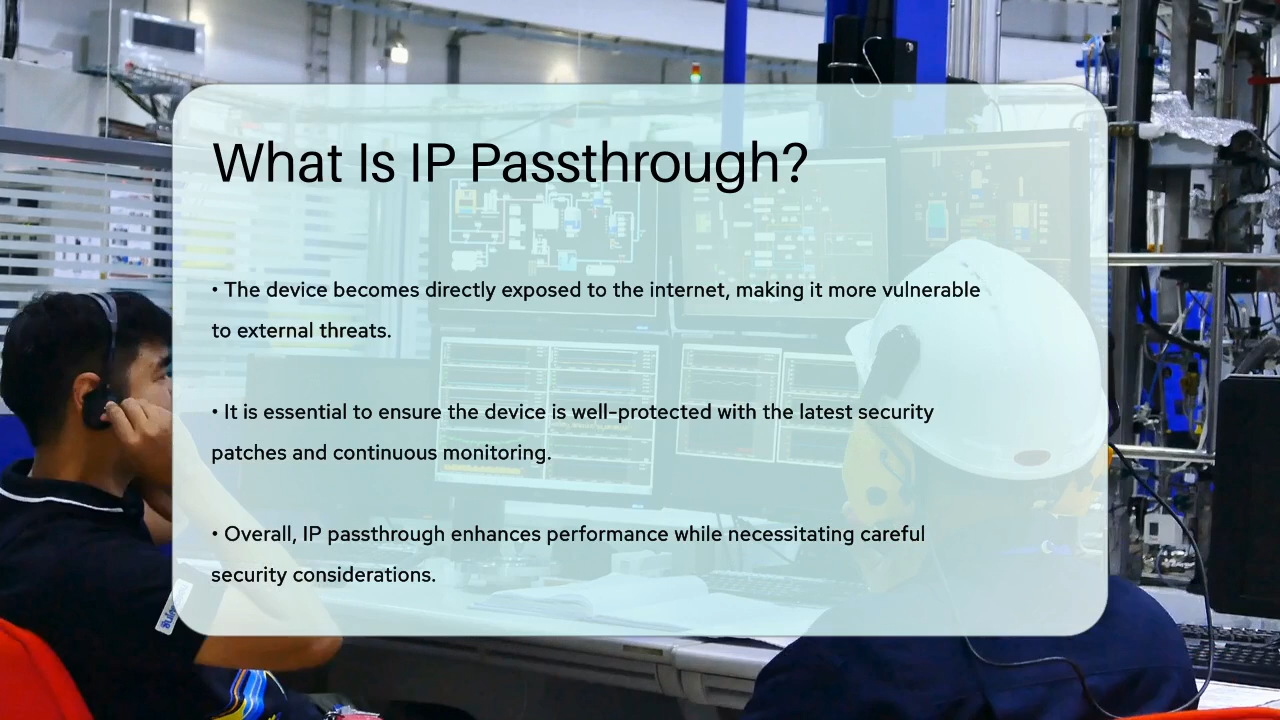 What Is IP Passthrough?
• The device becomes directly exposed to the internet, making it more vulnerable
to external threats.
• It is essential to ensure the device is well-protected with the latest security
patches and continuous monitoring.
• Overall, IP passthrough enhances performance while necessitating careful
security considerations.